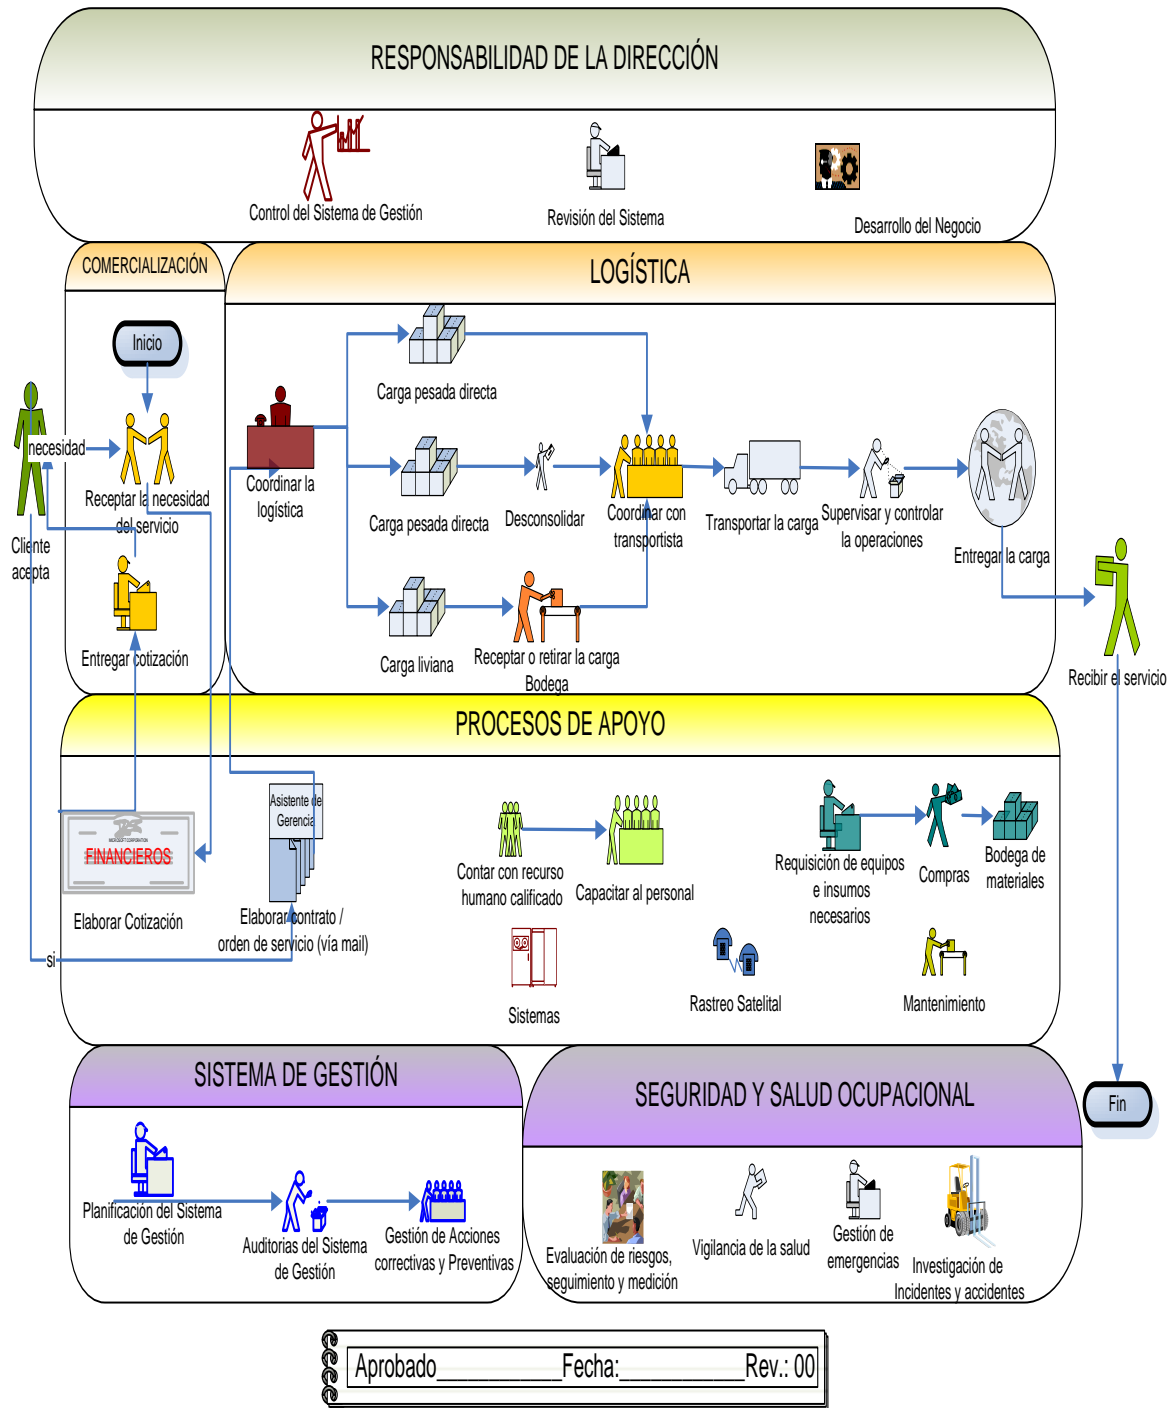 RESPONSABILIDAD DE LA DIRECCIÓN
Control del Sistema de Gestión
Revisión del Sistema
Desarrollo del Negocio
COMERCIALIZACIÓN
Inicio
necesidad
Receptar la necesidad
del servicio
Cliente
acepta
Entregar cotización
LOGÍSTICA
Carga pesada directa
Coordinar la
logística
Carga pesada directa
Desconsolidar
Coordinar con
transportista
Transportar la carga
Supervisar y controlar
la operaciones
Entregar la carga
Carga liviana
Receptar o retirar la carga
Bodega
Recibir el servicio
PROCESOS DE APOYO
FINANCIEROS
Elaborar Cotización
Asistente de
Gerencia
Elaborar contrato /
orden de servicio (vía mail)
si
Contar con recurso
humano calificado
Capacitar al personal
Requisición de equipos
e insumos
necesarios
Compras
Bodega de
materiales
Sistemas
Rastreo Satelital
Mantenimiento
SISTEMA DE GESTIÓN
Planificación del Sistema
de Gestión
Auditorias del Sistema
de Gestión
Gestión de Acciones
correctivas y Preventivas
SEGURIDAD Y SALUD OCUPACIONAL
Evaluación de riesgos,
seguimiento y medición
Vigilancia de la salud
Gestión de
emergencias
Investigación de
Incidentes y accidentes
Fin
Aprobado____________Fecha:____________Rev.: 00